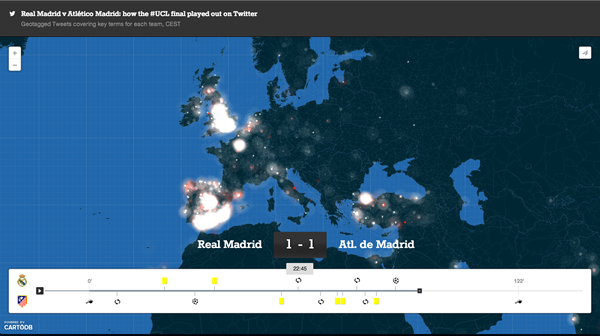 Real Madrid v Atlético Madrid: how the #UCL final played out on Twitter
Geotagged Tweets covering key terms for each team, CEST
+
−
Real Madrid 1 - 1 Atl. de Madrid
22:45
0' 122'
POWERED BY
CARTODB